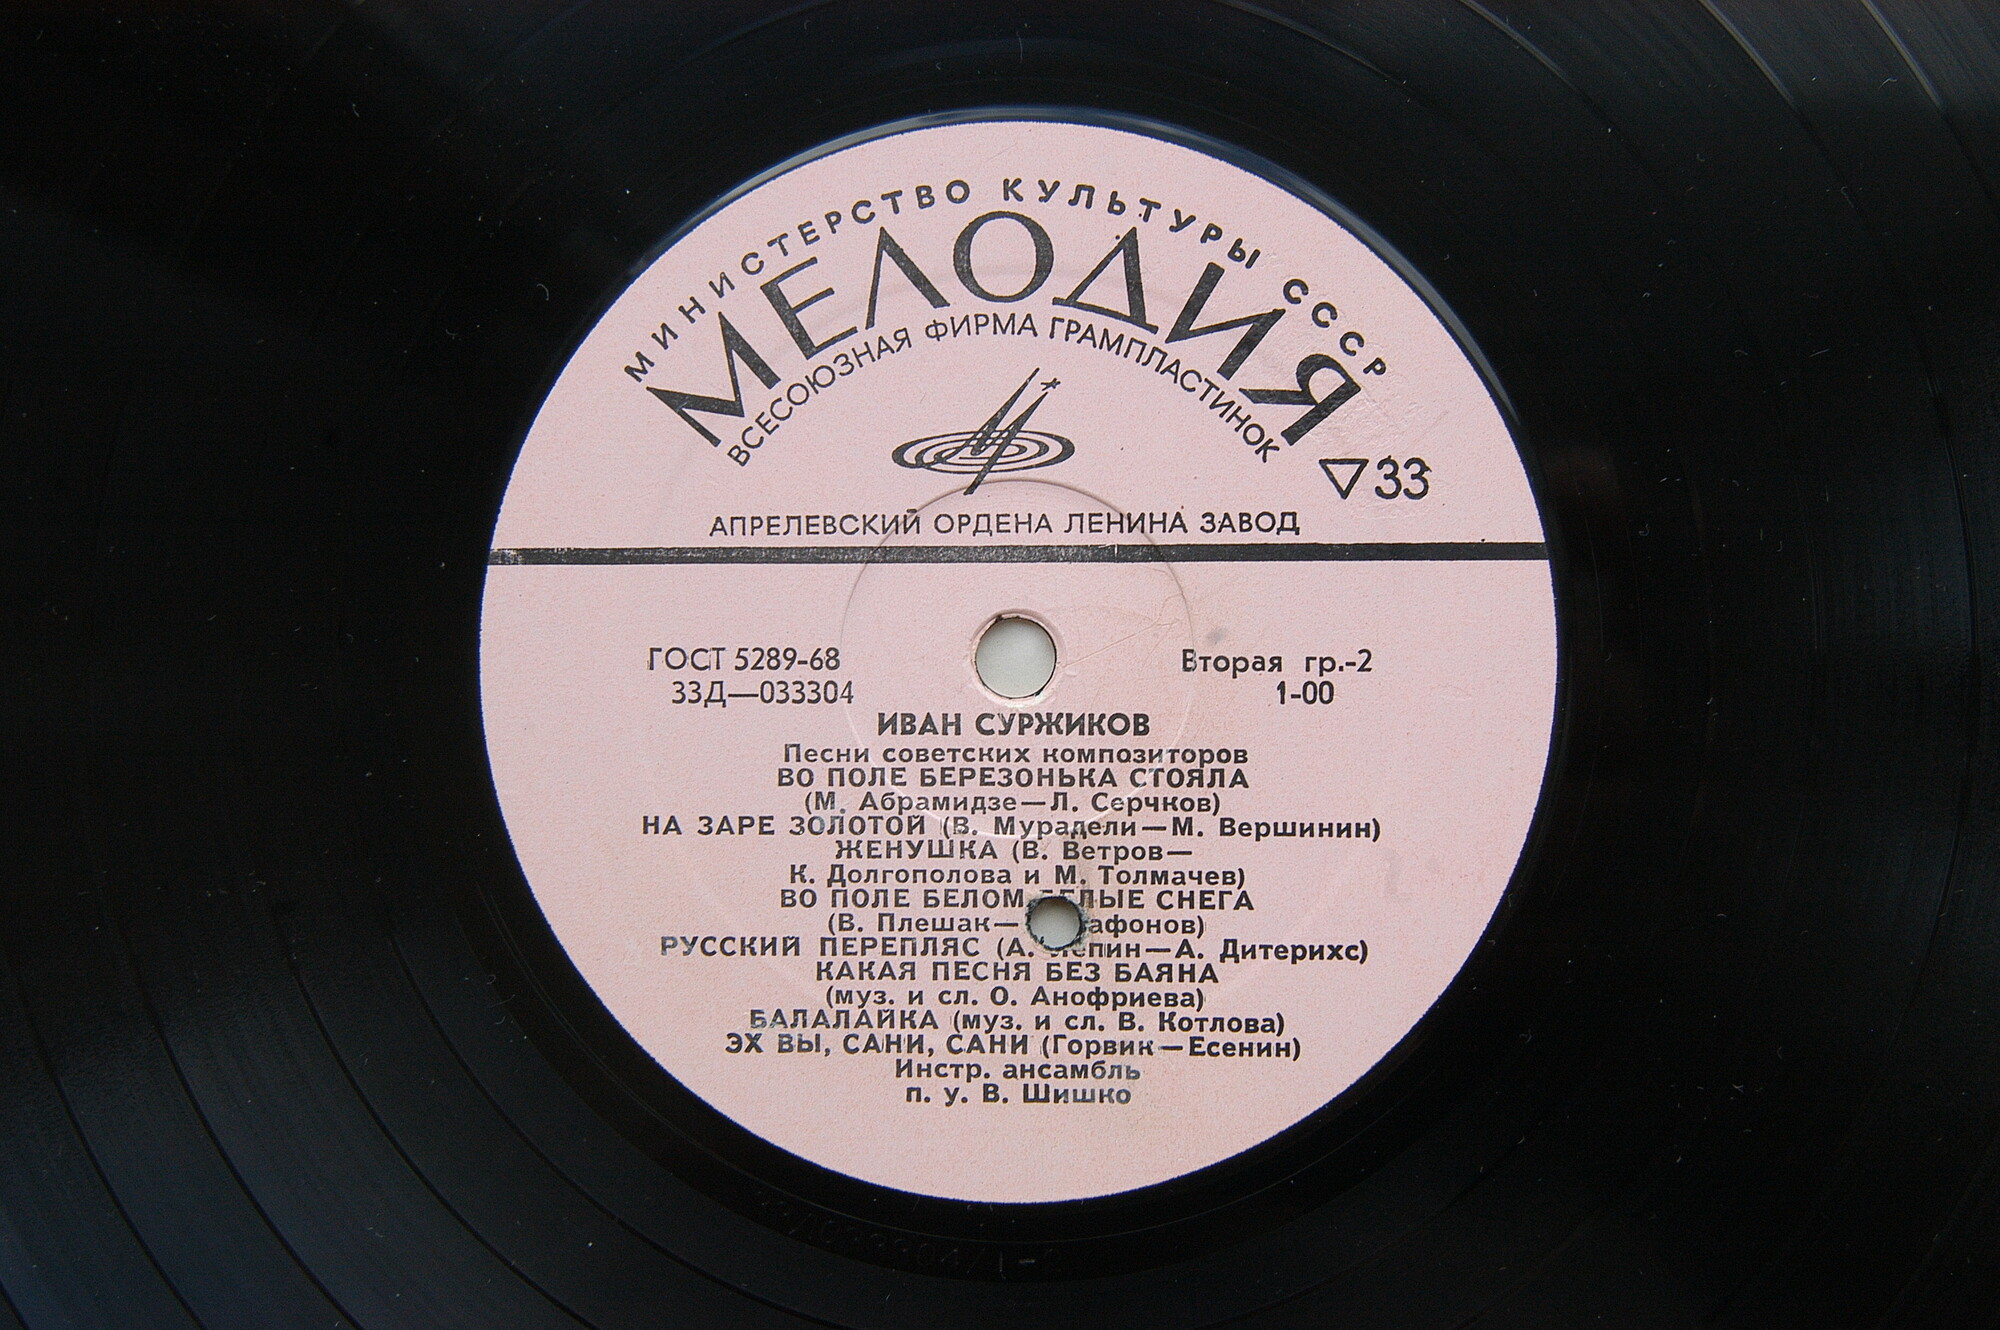 МИНИСТЕРСТВО КУЛЬТУРЫ СССР
МЕЛОДИЯ
ВСЕСОЮЗНАЯ ФИРМА ГРАМПЛАСТИНОК
33
АПРЕЛЕВСКИЙ ОРДЕНА ЛЕНИНА ЗАВОД
ГОСТ 5289-68
33Д—033304
Вторая гр.-2
1-00
ИВАН СУРЖИКОВ
Песни советских композиторов
ВО ПОЛЕ БЕРЕЗОНЬКА СТОЯЛА
(М. Абрамидзе—Л. Серчков)
НА ЗАРЕ ЗОЛОТОЙ (В. Мурадели—М. Вершинин)
ЖЕНУШКА (В. Ветров—
К. Долгополова и М. Толмачев)
ВО ПОЛЕ БЕЛОМ СНЕГА
(В. Плешак—
РУССКИЙ ПЕРЕПЛЯС (А. А. Дитерихс)
КАКАЯ ПЕСНЯ БЕЗ БАЯНА
(муз. и сл. О. Анофриева)
БАЛАЛАЙКА (муз. и сл. В. Котлова)
ЭХ ВЫ, САНИ, САНИ (Горвик—Есенин)
Инстр. ансамбль
п. у. В. Шишко